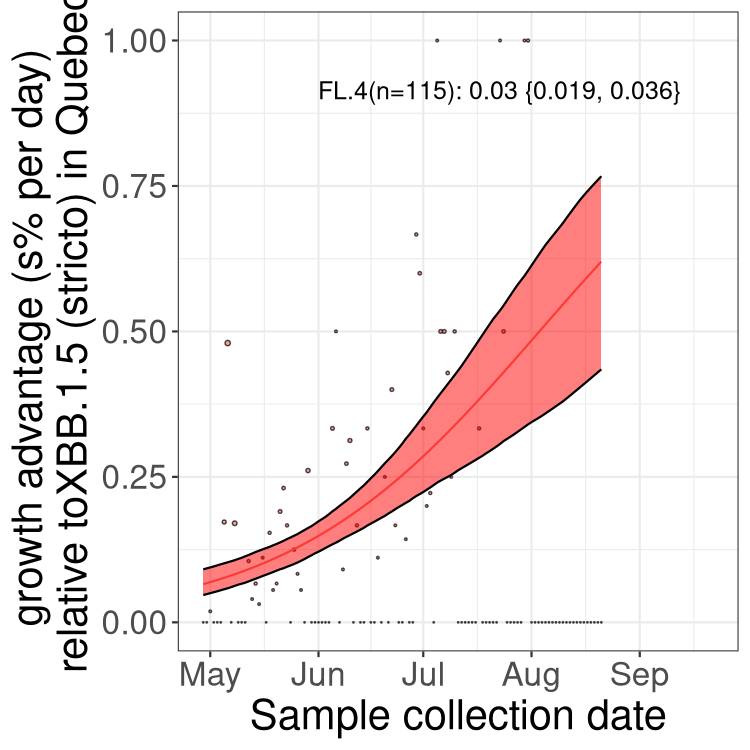 growth advantage (s% per day)
relative toXBB.1.5 (stricto) in Quebec
1.00
0.75
0.50
0.25
0.00
FL.4(n=115): 0.03 {0.019, 0.036}
May Jun Jul Aug Sep
Sample collection date